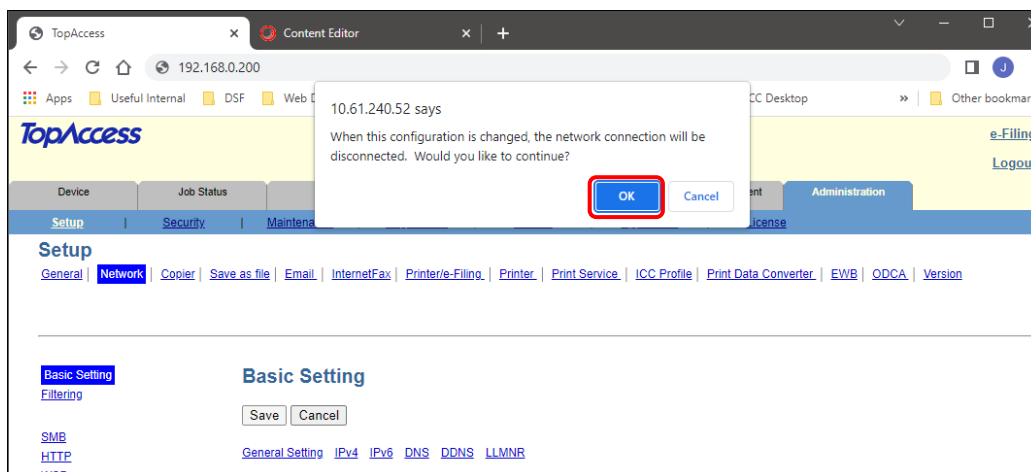 TopAccess
Content Editor
192.168.0.200
J
Apps Useful Internal DSF Web CC Desktop » Other bookmar
10.61.240.52 says
When this configuration is changed, the network connection will be
disconnected. Would you like to continue?
OK Cancel
TopAccess
e-Filing
Logou
Device Job Status ent Administration
Setup | Security | Maintena License
Setup
General | Network | Copier | Save as file | Email | InternetFax | Printer/e-Filing | Printer | Print Service | ICC Profile | Print Data Converter | EWB | ODCA | Version
Basic Setting
Filtering
SMB
HTTP
Basic Setting
Save Cancel
General Setting IPv4 IPv6 DNS DDNS LLMNR